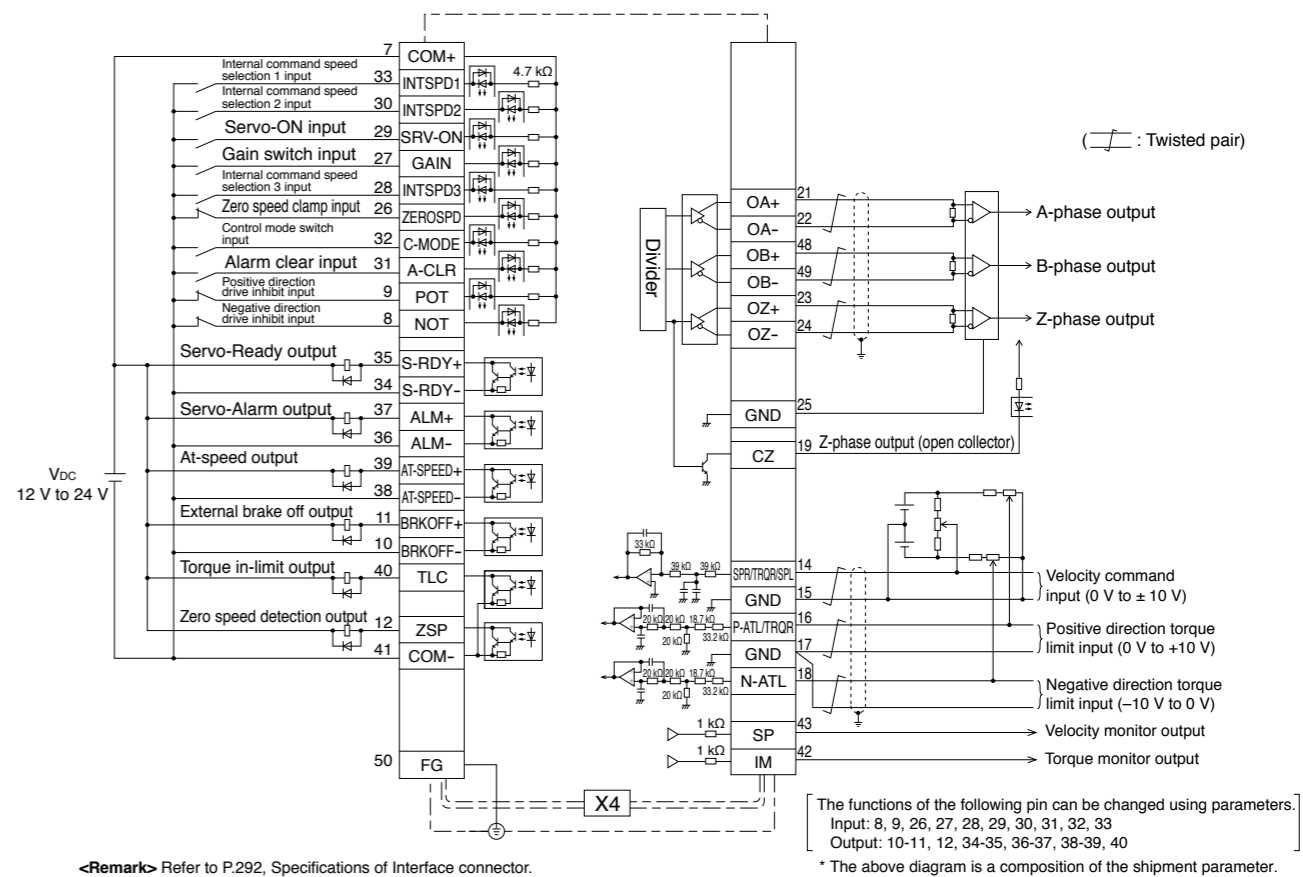 7 COM+
Internal command speed
selection 1 input 33 INTSPD1 4.7 kΩ
Internal command speed
selection 2 input 30 INTSPD2
Servo-ON input 29 SRV-ON
Gain switch input 27 GAIN
Internal command speed
selection 3 input 28 INTSPD3
Zero speed clamp input 26 ZEROSPD
Control mode switch
input 32 C-MODE
Alarm clear input 31 A-CLR
Positive direction
drive inhibit input 9 POT
Negative direction
drive inhibit input 8 NOT
Servo-Ready output 35 S-RDY+
34 S-RDY–
Servo-Alarm output 37 ALM+
36 ALM–
At-speed output 39 AT-SPEED+
38 AT-SPEED–
External brake off output 11 BRKOFF+
10 BRKOFF–
Torque in-limit output 40 TLC
Zero speed detection output 12 ZSP
41 COM–
VDC
12 V to 24 V
50 FG
X4
( : Twisted pair)
Divider
OA+ 21
OA– 22
A-phase output
OB+ 48
OB– 49
B-phase output
OZ+ 23
OZ– 24
Z-phase output
GND 25
CZ 19 Z-phase output (open collector)
33 kΩ
39 kΩ 39 kΩ
SPR/TRQR/SPL 14
GND 15
Velocity command
input (0 V to ± 10 V)
20 kΩ 20 kΩ 18.7 kΩ
20 kΩ 33.2 kΩ
P-ATL/TRQR 16
GND 17
Positive direction torque
limit input (0 V to +10 V)
20 kΩ 20 kΩ 18.7 kΩ
20 kΩ 33.2 kΩ
N-ATL 18
Negative direction torque
limit input (–10 V to 0 V)
1 kΩ SP 43 Velocity monitor output
1 kΩ IM 42 Torque monitor output
The functions of the following pin can be changed using parameters.
Input: 8, 9, 26, 27, 28, 29, 30, 31, 32, 33
Output: 10-11, 12, 34-35, 36-37, 38-39, 40
<Remark> Refer to P.292, Specifications of Interface connector.
* The above diagram is a composition of the shipment parameter.